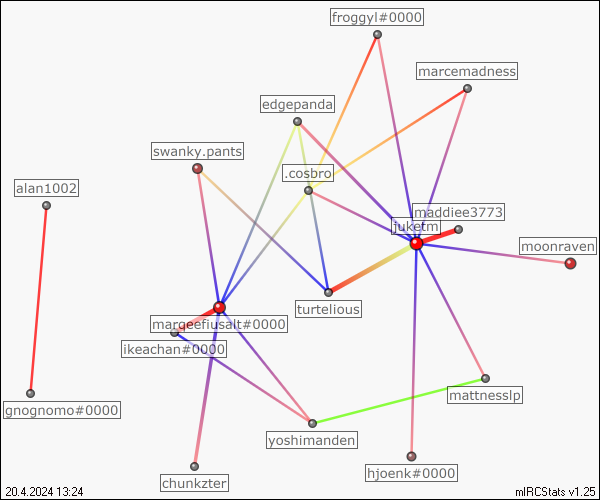 froggyl#0000
marcemadness
edgepanda
swanky.pants
.cosbro
alan1002
maddiee3773
juketm
moonraven
turtelious
marqeefiusalt#0000
ikeachan#0000
mattnesslp
gnognomo#0000
yoshimanden
hjoenk#0000
chunkzter
20.4.2024 13:24
mIRCStats v1.25